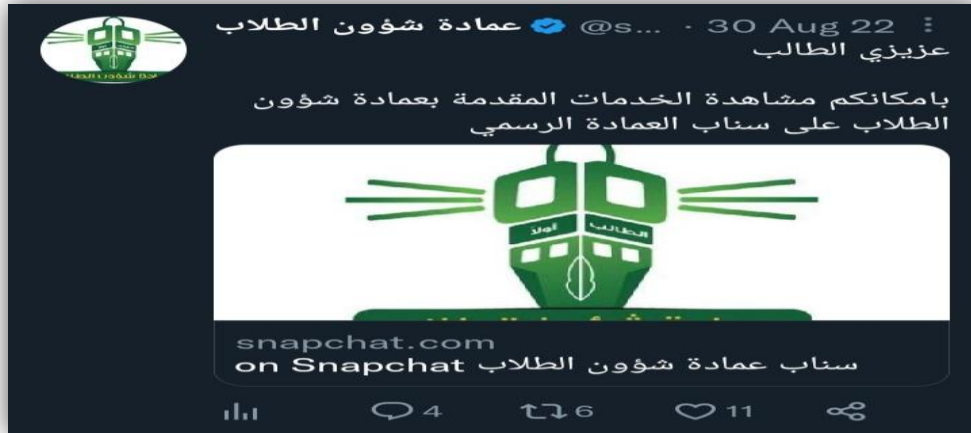 عمادة شؤون الطلاب @s... · 30 Aug 22
عزيزي الطالب
بامكانكم مشاهدة الخدمات المقدمة بعمادة شؤون
الطلاب على سناب العمادة الرسمي
الطالب أولاً
snapchat.com
سناب عمادة شؤون الطلاب on Snapchat
4 6 11